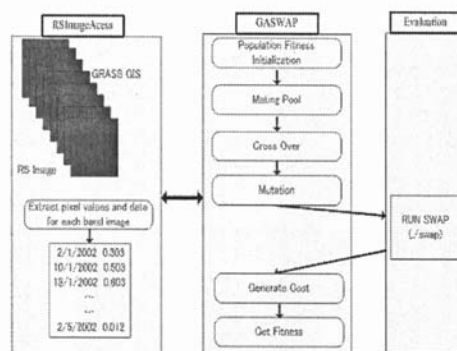 RSImageAcess
GRASS GIS
RS Image
Extract pixel values and date
for each band image
2/1/2002 0.303
10/1/2002 0.503
13/1/2002 0.603
...
...
2/5/2002 0.012
GASWAP
Population Fitness
Initialization
Mating Pool
Cross Over
Mutation
Generate Cost
Get Fitness
Evaluation
RUN SWAP
(./swap)